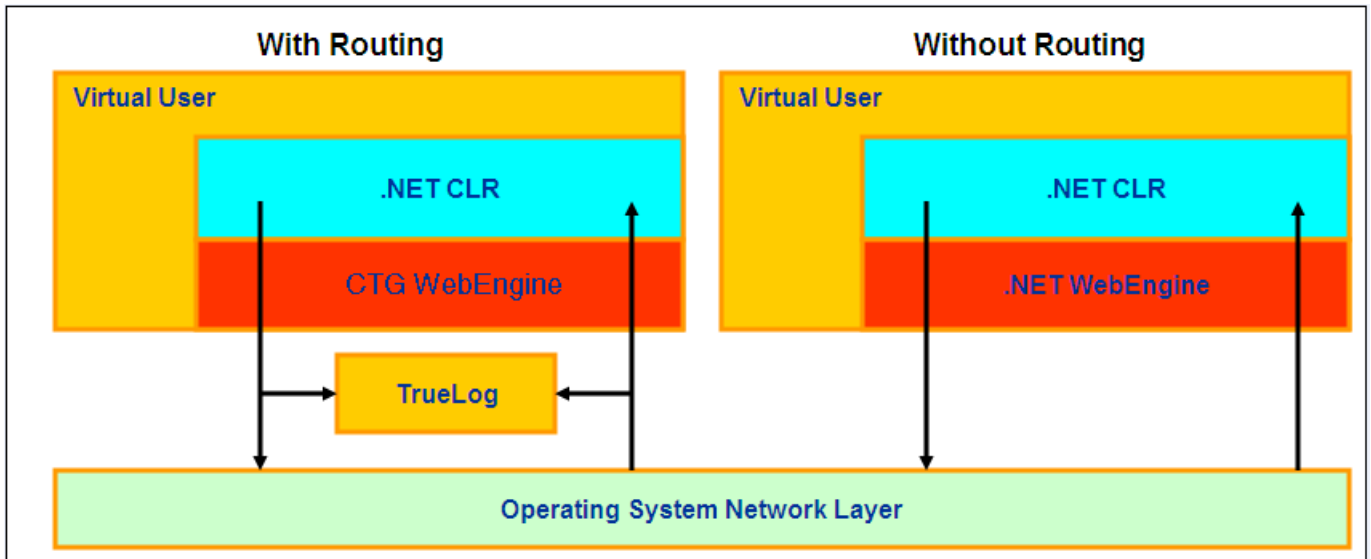 With Routing
Without Routing
Virtual User
Virtual User
.NET CLR
.NET CLR
CTG WebEngine
.NET WebEngine
TrueLog
Operating System Network Layer